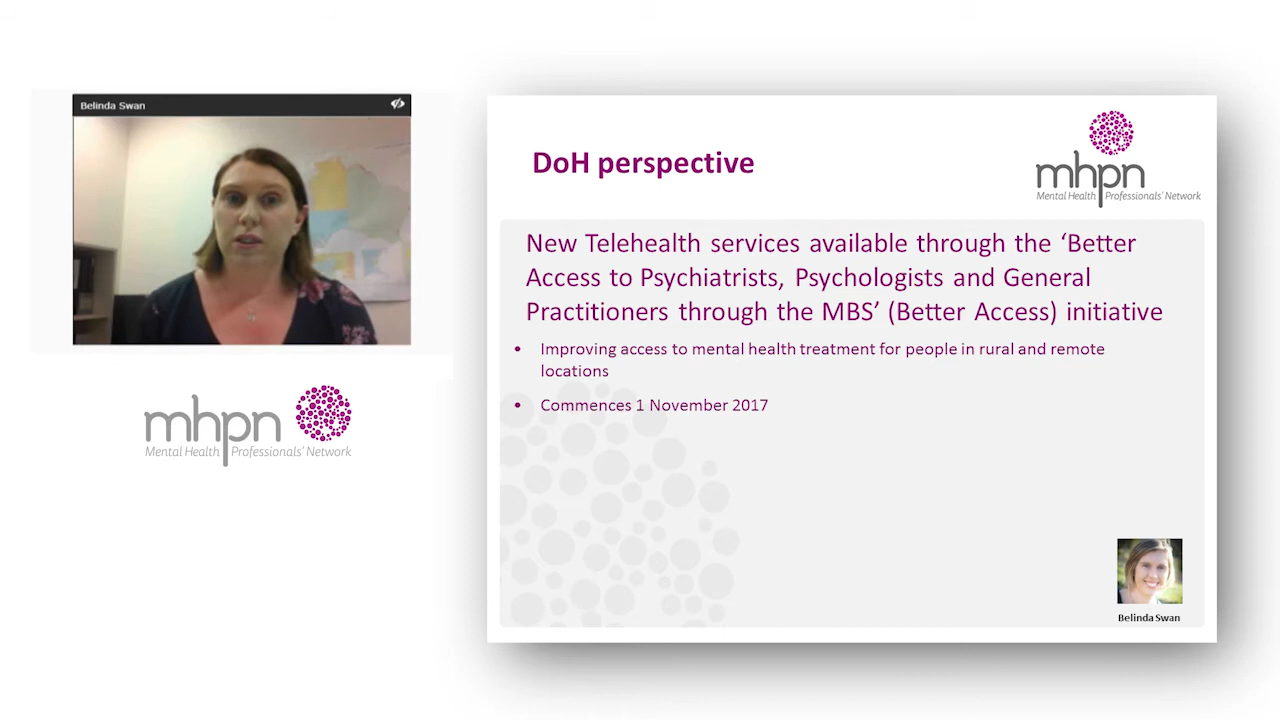 Belinda Swan
mhpn
Mental Health Professionals' Network
DoH perspective
mhpn
Mental Health Professionals' Network
New Telehealth services available through the ‘Better
Access to Psychiatrists, Psychologists and General
Practitioners through the MBS’ (Better Access) initiative
• Improving access to mental health treatment for people in rural and remote
locations
• Commences 1 November 2017
Belinda Swan